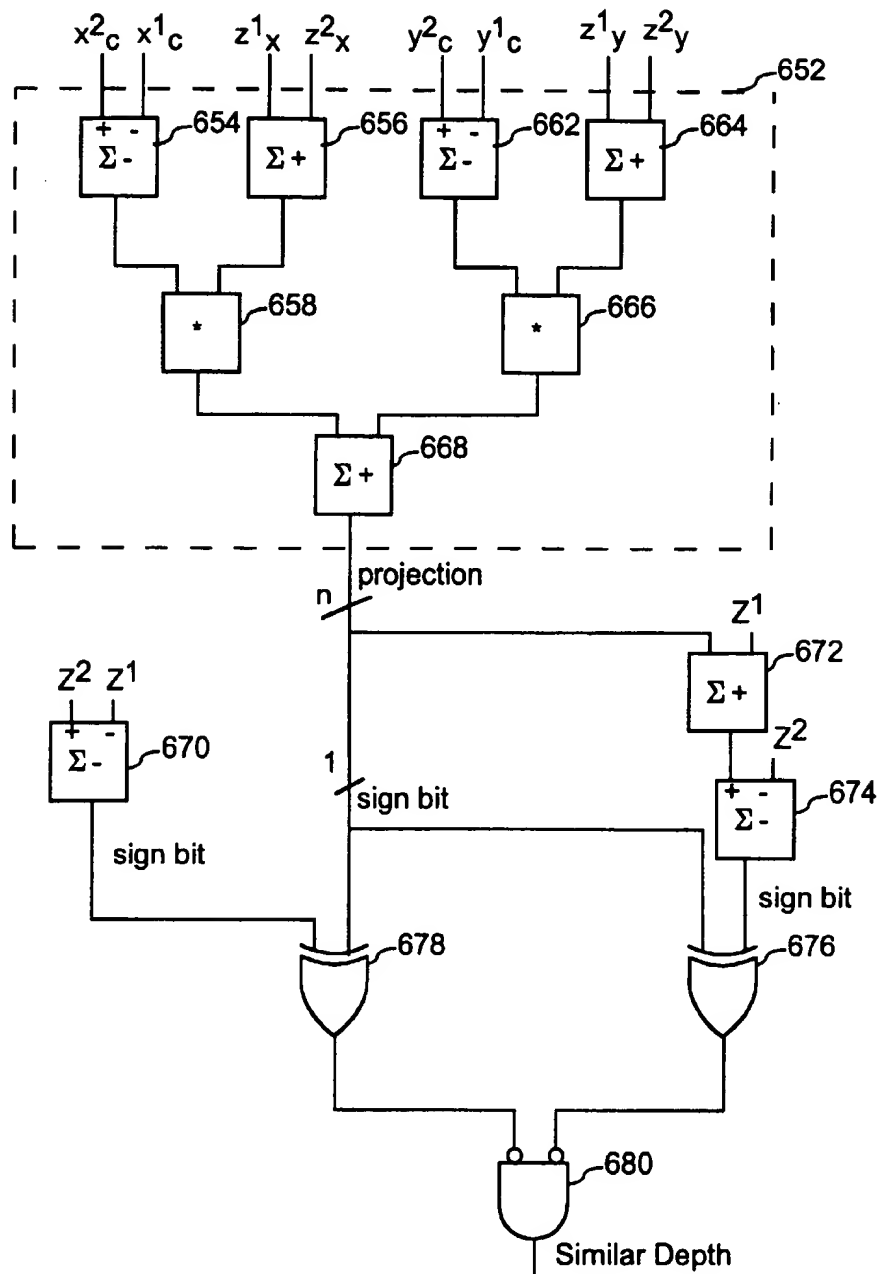 x²c x¹c z¹x z²x y²c y¹c z¹y z²y
652
+ - 654 656 + - 662 664
Σ - Σ + Σ - Σ +
658 666
* *
668
Σ +
projection
n
Z¹
672
Σ +
Z² Z¹
+ - 670
Σ -
Z²
+ - 674
Σ -
1
sign bit
sign bit
sign bit
678 676
680
Similar Depth